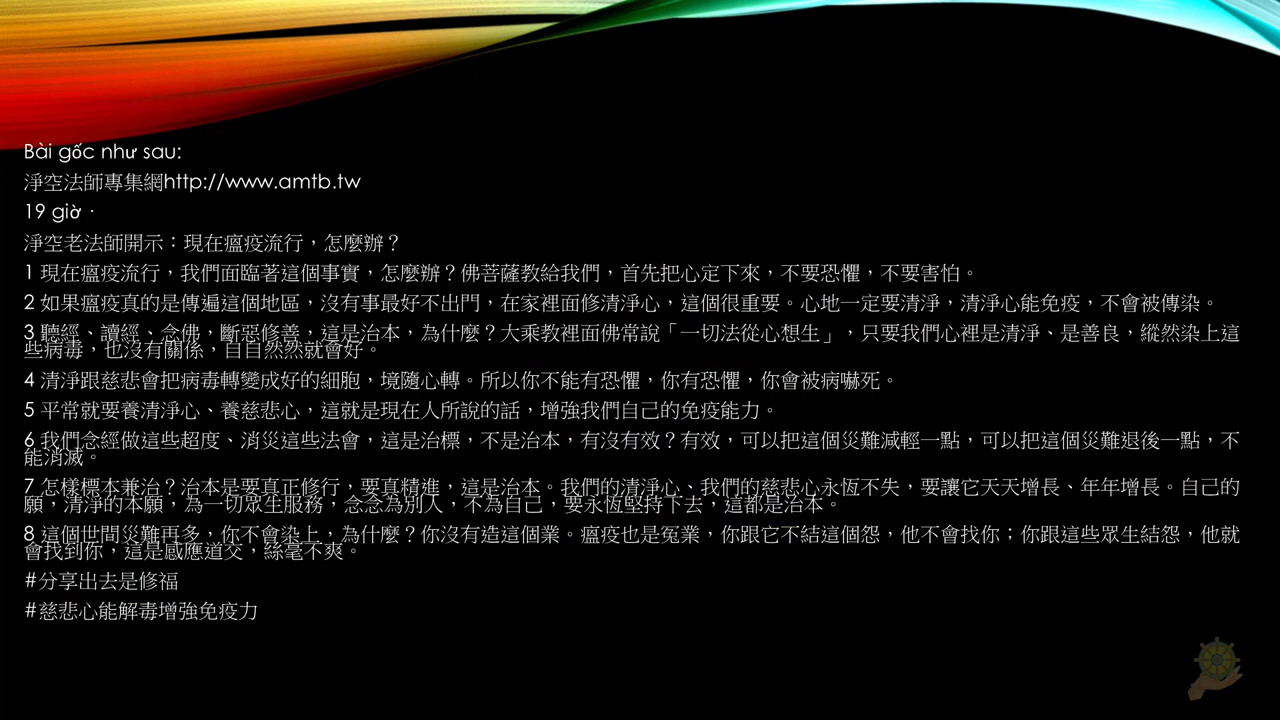 Bài gốc như sau:
淨空法師專集網http://www.amtb.tw
19 giờ ·
淨空老法師開示：現在瘟疫流行，怎麼辦？
1 現在瘟疫流行，我們面臨著這個事實，怎麼辦？佛菩薩教給我們，首先把心定下來，不要恐懼，不要害怕。
2 如果瘟疫真的是傳遍這個地區，沒有事最好不出門，在家裡面修清淨心，這個很重要。心地一定要清淨，清淨心能免疫，不會被傳染。
3 聽經、讀經、念佛，斷惡修善，這是治本，為什麼？大乘教裡面佛常說「一切法從心想生」，只要我們心裡是清淨、是善良，縱然染上這
些病毒，也沒有關係，自自然然就會好。
4 清淨跟慈悲會把病毒轉變成好的細胞，境隨心轉。所以你不能有恐懼，你有恐懼，你會被病嚇死。
5 平常就要養清淨心、養慈悲心，這就是現在人所說的話，增強我們自己的免疫能力。
6 我們念經做這些超度、消災這些法會，這是治標，不是治本，有沒有效？有效，可以把這個災難減輕一點，可以把這個災難退後一點，不
能消滅。
7 怎樣標本兼治？治本是要真正修行，要真精進，這是治本。我們的清淨心、我們的慈悲心永恆不失，要讓它天天增長、年年增長。自己的
願，清淨的本願，為一切眾生服務，念念為別人，不為自己，要永恆堅持下去，這都是治本。
8 這個世間災難再多，你不會染上，為什麼？你沒有造這個業。瘟疫也是冤業，你跟它不結這個怨，他不會找你；你跟這些眾生結怨，他就
會找到你，這是感應道交，絲毫不爽。
#分享出去是修福
#慈悲心能解毒增強免疫力